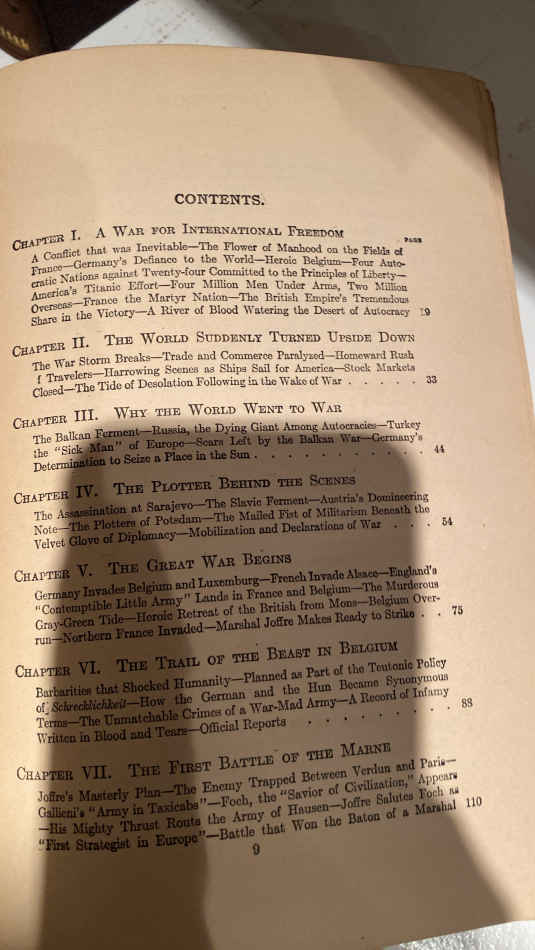 CONTENTS.
PAGE
CHAPTER I. A WAR FOR INTERNATIONAL FREEDOM
A Conflict that was Inevitable—The Flower of Manhood on the Fields of
France—Germany's Defiance to the World—Heroic Belgium—Four Auto-
cratic Nations against Twenty-four Committed to the Principles of Liberty—
America's Titanic Effort—Four Million Men Under Arms, Two Million
Overseas—France the Martyr Nation—The British Empire's Tremendous
Share in the Victory—A River of Blood Watering the Desert of Autocracy 19
CHAPTER II. THE WORLD SUDDENLY TURNED UPSIDE DOWN
The War Storm Breaks—Trade and Commerce Paralyzed—Homeward Rush
f Travelers—Harrowing Scenes as Ships Sail for America—Stock Markets
Closed—The Tide of Desolation Following in the Wake of War . . . . . 33
CHAPTER III. WHY THE WORLD WENT TO WAR
The Balkan Ferment—Russia, the Dying Giant Among Autocracies—Turkey
the "Sick Man" of Europe—Scars Left by the Balkan War—Germany's
Determination to Seize a Place in the Sun . . . . . . . . . . . 44
CHAPTER IV. THE PLOTTER BEHIND THE SCENES
The Assassination at Sarajevo—The Slavic Ferment—Austria's Domineering
Note—The Plotters of Potsdam—The Mailed Fist of Militarism Beneath the
Velvet Glove of Diplomacy—Mobilization and Declarations of War . . . 54
CHAPTER V. THE GREAT WAR BEGINS
Germany Invades Belgium and Luxemburg—French Invade Alsace—England's
"Contemptible Little Army" Lands in France and Belgium—The Murderous
Gray-Green Tide—Heroic Retreat of the British from Mons—Belgium Over-
run—Northern France Invaded—Marshal Joffre Makes Ready to Strike . . 75
CHAPTER VI. THE TRAIL OF THE BEAST IN BELGIUM
Barbarities that Shocked Humanity—Planned as Part of the Teutonic Policy
of Schrecklichkeit—How the German and the Hun Became Synonymous
Terms—The Unmatchable Crimes of a War-Mad Army—A Record of Infamy
Written in Blood and Tears—Official Reports . . . . . . . . . 88
CHAPTER VII. THE FIRST BATTLE OF THE MARNE
Joffre's Masterly Plan—The Enemy Trapped Between Verdun and Paris—
Gallieni's "Army in Taxicabs"—Foch, the "Savior of Civilization," Appears
—His Mighty Thrust Routs the Army of Hausen—Joffre Salutes Foch as
"First Strategist in Europe"—Battle that Won the Baton of a Marshal 110
9